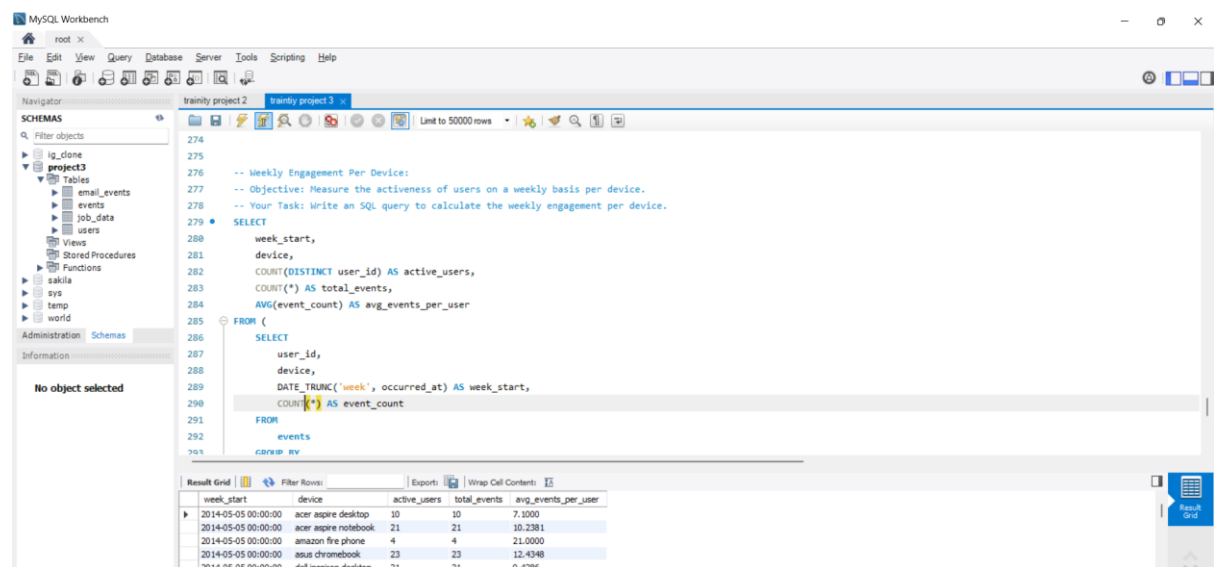 MySQL Workbench
root ×
File Edit View Query Database Server Tools Scripting Help
Navigator
trainity project 2 traintiy project 3 ×
SCHEMAS
Filter objects
ig_clone
project3
Tables
email_events
events
job_data
users
Views
Stored Procedures
Functions
sakila
sys
temp
world
Administration Schemas
Information
No object selected
Limit to 50000 rows
274
275
276 -- Weekly Engagement Per Device:
277 -- Objective: Measure the activeness of users on a weekly basis per device.
278 -- Your Task: Write an SQL query to calculate the weekly engagement per device.
279 SELECT
280 week_start,
281 device,
282 COUNT(DISTINCT user_id) AS active_users,
283 COUNT(*) AS total_events,
284 AVG(event_count) AS avg_events_per_user
285 FROM (
286 SELECT
287 user_id,
288 device,
289 DATE_TRUNC('week', occurred_at) AS week_start,
290 COUNT(*) AS event_count
291 FROM
292 events
293 GROUP BY
Result Grid Filter Rows: Export: Wrap Cell Content:
week_start device active_users total_events avg_events_per_user
2014-05-05 00:00:00 acer aspire desktop 10 10 7.1000
2014-05-05 00:00:00 acer aspire notebook 21 21 10.2381
2014-05-05 00:00:00 amazon fire phone 4 4 21.0000
2014-05-05 00:00:00 asus chromebook 23 23 12.4348
Result
Grid